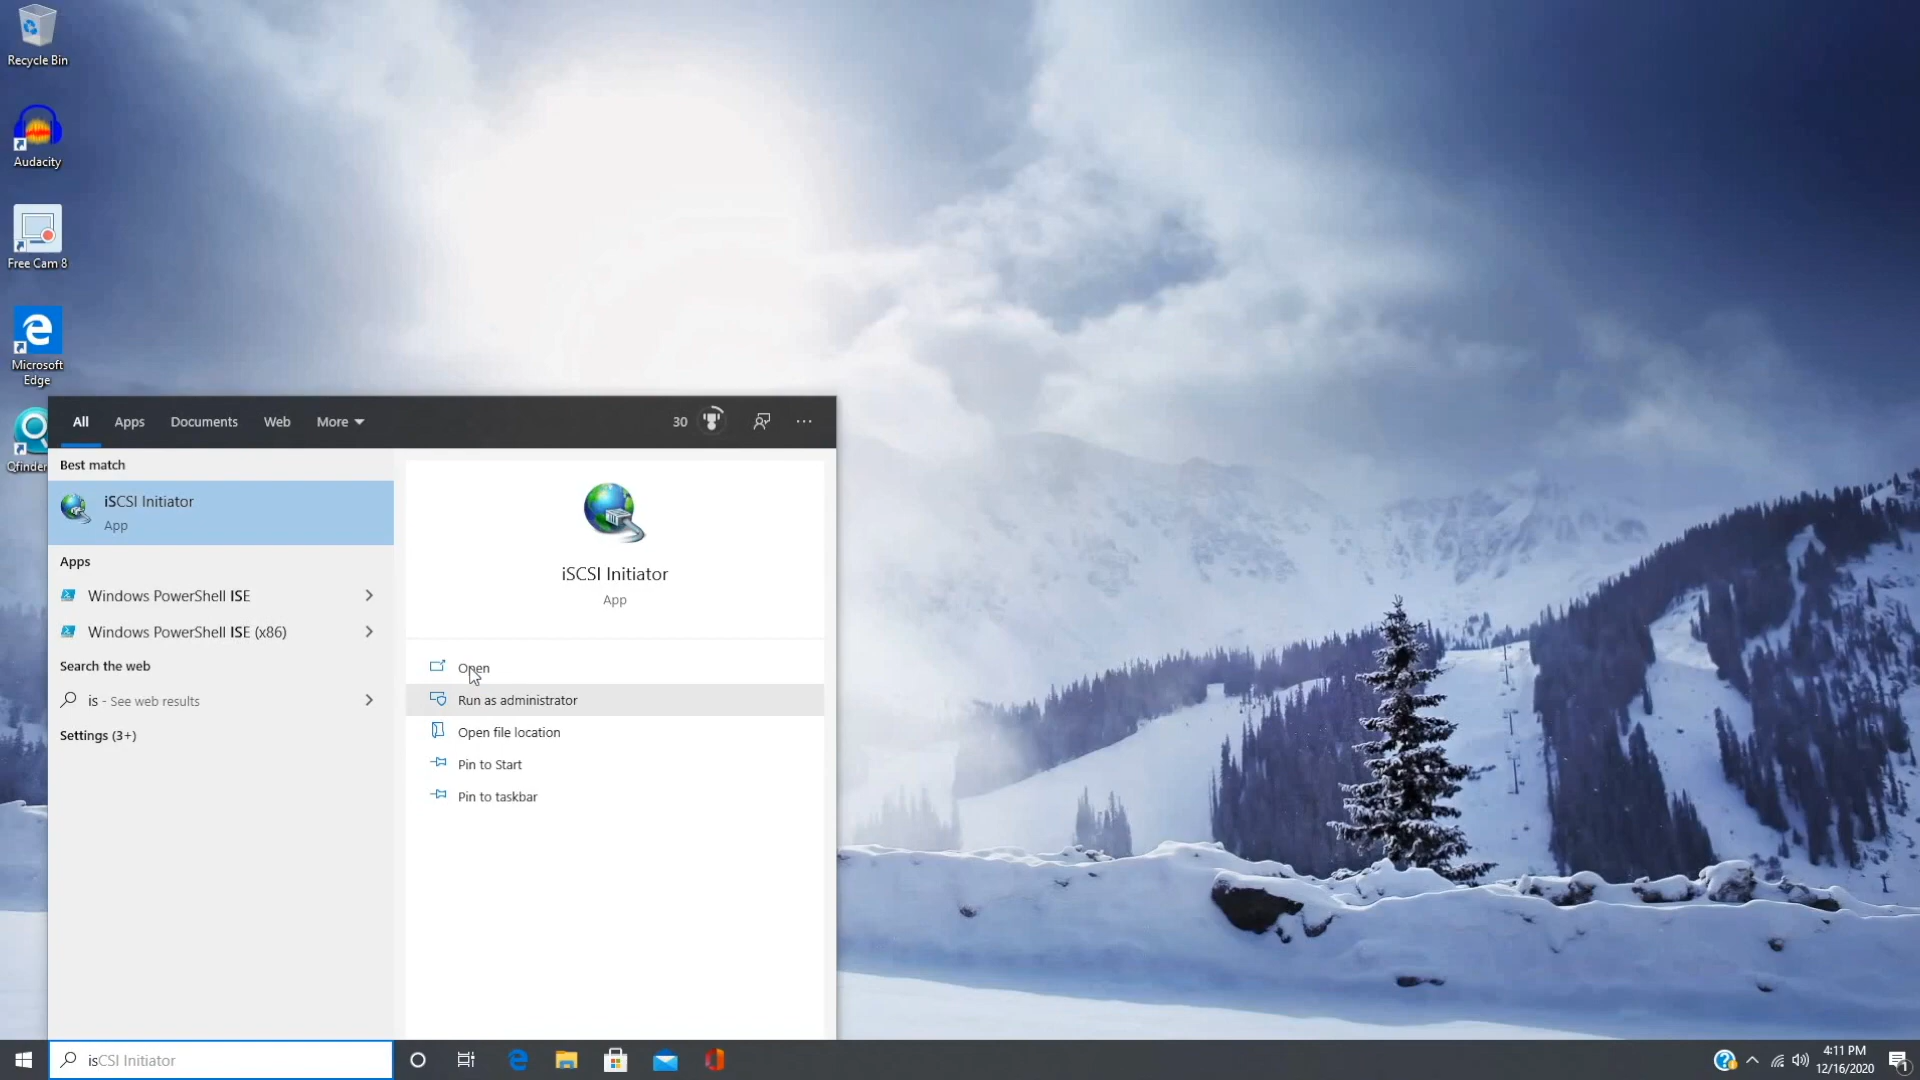 Recycle Bin
Audacity
Free Cam 8
Microsoft
Edge
Qfinder
All Apps Documents Web More 30
Best match
iSCSI Initiator
App
Apps
Windows PowerShell ISE
Windows PowerShell ISE (x86)
Search the web
is - See web results
Settings (3+)
iSCSI Initiator
App
Open
Run as administrator
Open file location
Pin to Start
Pin to taskbar
isCSI Initiator
4:11 PM
12/16/2020
1